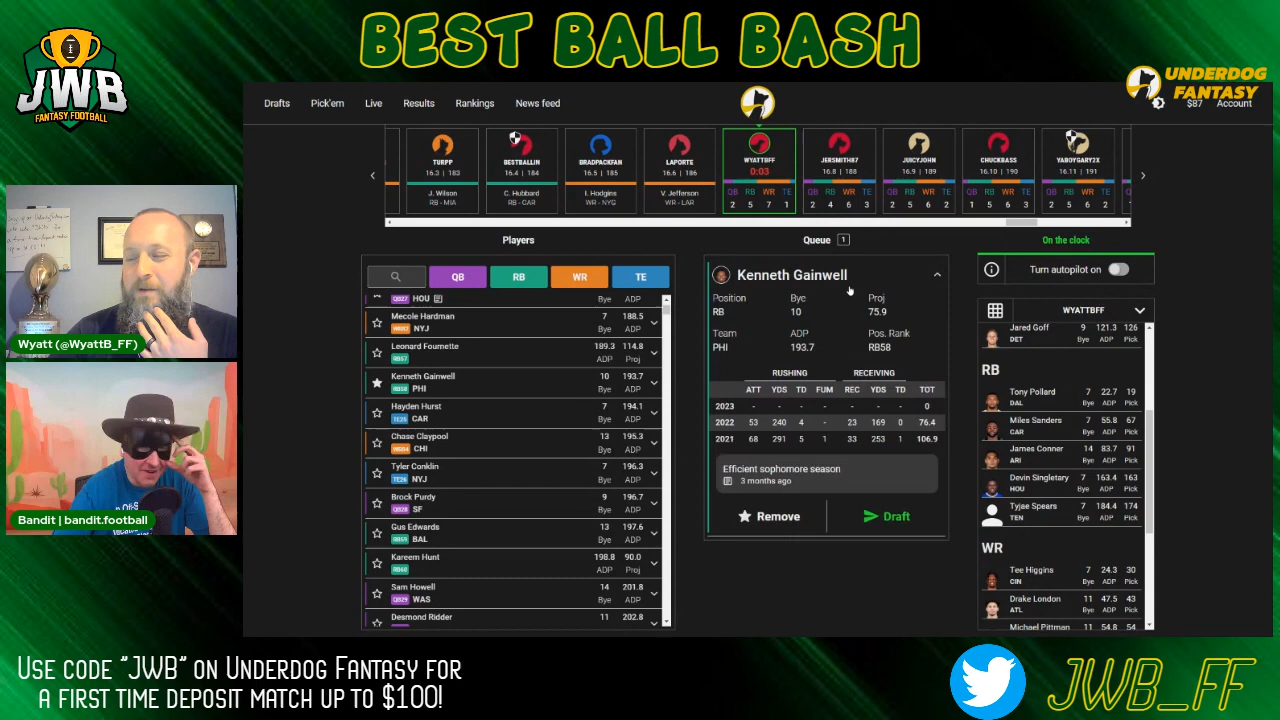 BEST BALL BASH
JWB
FANTASY FOOTBALL
UNDERDOG
FANTASY
Drafts Pick'em Live Results Rankings News feed
$87 Account
TURPP
16.3 | 183
J. Wilson
RB - MIA
BESTBALLIN
16.4 | 184
C. Hubbard
RB - CAR
BRADPACKFAN
16.5 | 185
I. Hodgins
WR - NYG
LAPORTE
16.6 | 186
V. Jefferson
WR - LAR
WYATTBFF
0:03
QB RB WR TE
2 5 7 1
JERSMITH87
16.8 | 188
QB RB WR TE
2 4 6 3
JUICYJOHN
16.9 | 189
QB RB WR TE
2 5 6 2
CHUCKBASS
16.10 | 190
QB RB WR TE
1 5 6 3
YABOYGARY2X
16.11 | 191
QB RB WR TE
2 5 6 2
Players
QB RB WR TE
QB27 HOU Bye ADP
Mecole Hardman 7 188.5
NYJ Bye ADP
Leonard Fournette 189.3 114.8
RB57 ADP Proj
Kenneth Gainwell 10 193.7
RB58 PHI Bye ADP
Hayden Hurst 7 194.1
TE25 CAR Bye ADP
Chase Claypool 13 195.3
CHI Bye ADP
Tyler Conklin 7 196.3
TE26 NYJ Bye ADP
Brock Purdy 9 196.7
QB28 SF Bye ADP
Gus Edwards 13 197.6
RB59 BAL Bye ADP
Kareem Hunt 198.8 90.0
RB60 ADP Proj
Sam Howell 14 201.8
QB29 WAS Bye ADP
Desmond Ridder 11 202.8
Queue 1
Kenneth Gainwell
Position Bye Proj
RB 10 75.9
Team ADP Pos. Rank
PHI 193.7 RB58
RUSHING RECEIVING
ATT YDS TD FUM REC YDS TD TOT
2023 - - - - - - - 0
2022 53 240 4 - 23 169 0 76.4
2021 68 291 5 1 33 253 1 106.9
Efficient sophomore season
3 months ago
Remove Draft
On the clock
Turn autopilot on
WYATTBFF
Jared Goff 9 121.3 126
DET Bye ADP Pick
RB
Tony Pollard 7 22.7 19
DAL Bye ADP Pick
Miles Sanders 7 55.8 67
CAR Bye ADP Pick
James Conner 14 83.7 91
ARI Bye ADP Pick
Devin Singletary 7 163.4 163
HOU Bye ADP Pick
Tyjae Spears 7 184.4 174
TEN Bye ADP Pick
WR
Tee Higgins 7 24.3 30
CIN Bye ADP Pick
Drake London 11 47.5 43
ATL Bye ADP Pick
Michael Pittman 11 54.8 54
Wyatt (@WyattB_FF)
Bandit | bandit.football
Use code "JWB" on Underdog Fantasy for
a first time deposit match up to $100!
JWB_FF